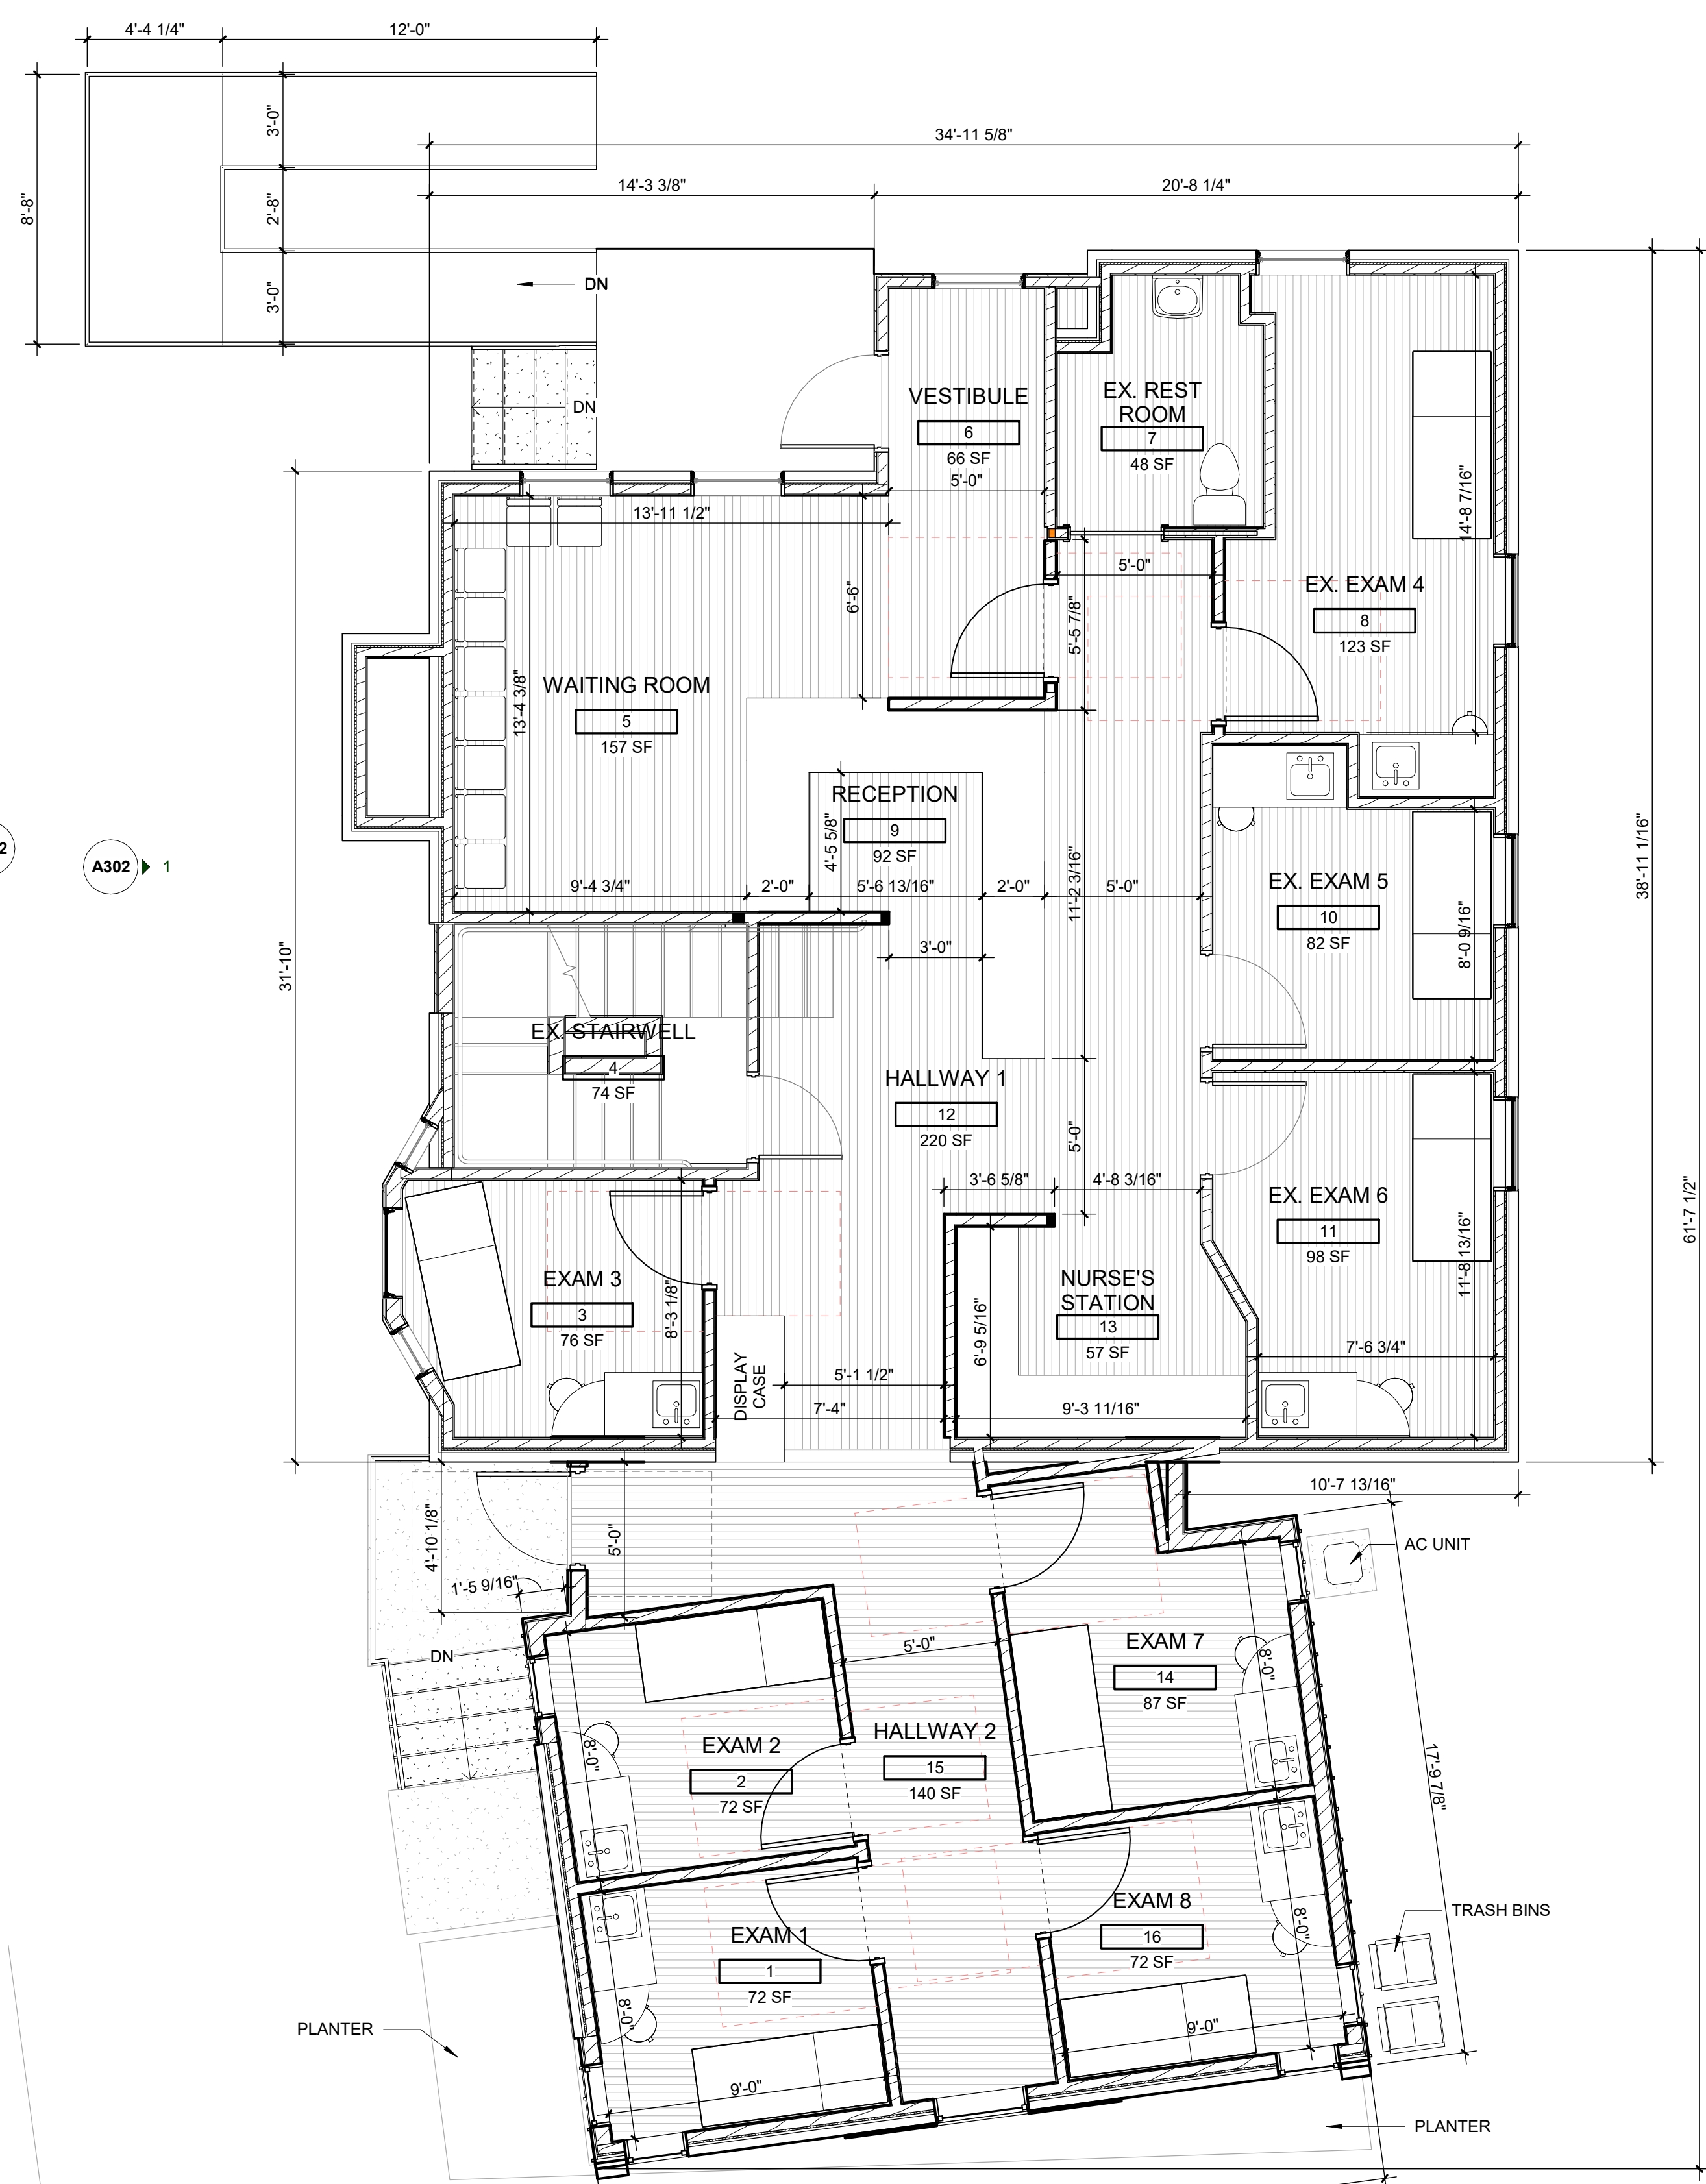 4'-4 1/4"
12'-0"
3'-0"
8'-8"
2'-8"
3'-0"
34'-11 5/8"
14'-3 3/8"
20'-8 1/4"
DN
DN
VESTIBULE
6
66 SF
5'-0"
EX. REST
ROOM
7
48 SF
14'-8 7/16"
13'-11 1/2"
6'-6"
5'-0"
5'-5 7/8"
EX. EXAM 4
8
123 SF
WAITING ROOM
5
157 SF
13'-4 3/8"
RECEPTION
9
92 SF
4'-5 5/8"
9'-4 3/4"
2'-0"
5'-6 13/16"
2'-0"
11'-2 3/16"
5'-0"
EX. EXAM 5
10
82 SF
8'-0 9/16"
38'-11 1/16"
2
A302
1
3'-0"
31'-10"
EX. STAIRWELL
4
74 SF
HALLWAY 1
12
220 SF
5'-0"
3'-6 5/8"
4'-8 3/16"
EX. EXAM 6
11
98 SF
11'-8 13/16"
61'-7 1/2"
EXAM 3
3
76 SF
8'-3 1/8"
NURSE'S
STATION
13
57 SF
6'-9 5/16"
7'-6 3/4"
DISPLAY
CASE
5'-1 1/2"
7'-4"
9'-3 11/16"
10'-7 13/16"
4'-10 1/8"
5'-0"
1'-5 9/16"
AC UNIT
DN
5'-0"
EXAM 7
14
87 SF
8'-0"
EXAM 2
2
72 SF
8'-0"
HALLWAY 2
15
140 SF
17'-9 7/8"
EXAM 8
16
72 SF
8'-0"
TRASH BINS
EXAM 1
1
72 SF
8'-0"
PLANTER
9'-0"
9'-0"
PLANTER